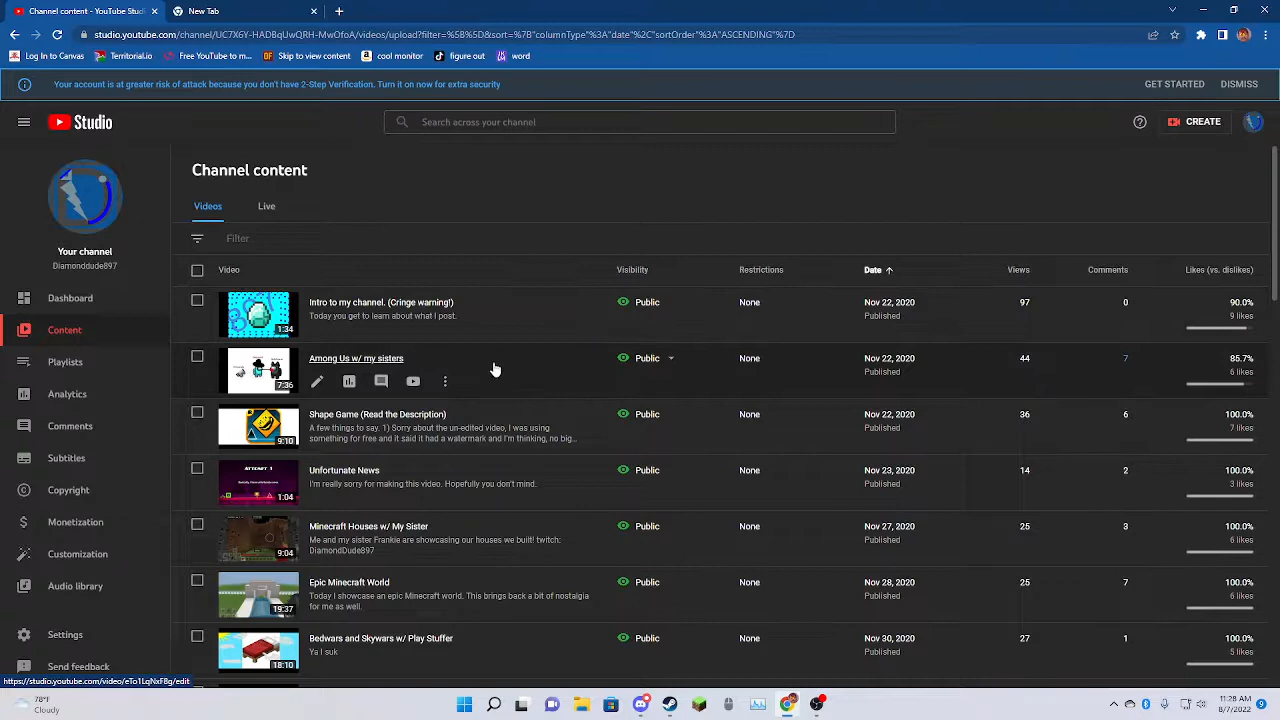 Channel content - YouTube Studi
New Tab
studio.youtube.com/channel/UC7X6Y-HADBqUwQRH-MwOfoA/videos/upload?filter=%5B%5D&sort=%7B"columnType"%3A"date"%2C"sortOrder"%3A"ASCENDING"%7D
Log In to Canvas Territorial.io Free YouTube to m... Skip to view content cool monitor figure out word
Your account is at greater risk of attack because you don't have 2-Step Verification. Turn it on now for extra security GET STARTED DISMISS
Studio Search across your channel CREATE
Channel content
Videos Live
Your channel
Diamonddude897
Filter
Video Visibility Restrictions Date Views Comments Likes (vs. dislikes)
Dashboard
Content
Playlists
Analytics
Comments
Subtitles
Copyright
Monetization
Customization
Audio library
Settings
Send feedback
Intro to my channel. (Cringe warning!) Public None Nov 22, 2020 97 0 90.0%
Today you get to learn about what I post. Published 9 likes
1:34
Among Us w/ my sisters Public None Nov 22, 2020 44 85.7%
Published 6 likes
7:36
Shape Game (Read the Description) Public None Nov 22, 2020 36 1 100.0%
A few things to say. 1) Sorry about the un-edited video, I was using Published 7 likes
something for free and it said it had a watermark and I'm thinking, no big...
9:10
Unfortunate News Public None Nov 23, 2020 14 2 100.0%
I'm really sorry for making this video. Hopefully you don't mind. Published 3 likes
ATTEMPT 1
1:04
Minecraft Houses w/ My Sister Public None Nov 27, 2020 25 3 100.0%
Me and my sister Frankie are showcasing our houses we built! twitch: Published 6 likes
DiamondDude897
9:04
Epic Minecraft World Public None Nov 28, 2020 25 7 100.0%
Today I showcase an epic Minecraft world. This brings back a bit of nostalgia Published 6 likes
for me as well.
19:37
Bedwars and Skywars w/ Play Stuffer Public None Nov 30, 2020 27 1 100.0%
Ya I suk Published 5 likes
18:10
https://studio.youtube.com/video/eTo1LqNxF8g/edit
78°F
Cloudy
11:28 AM
8/7/2022